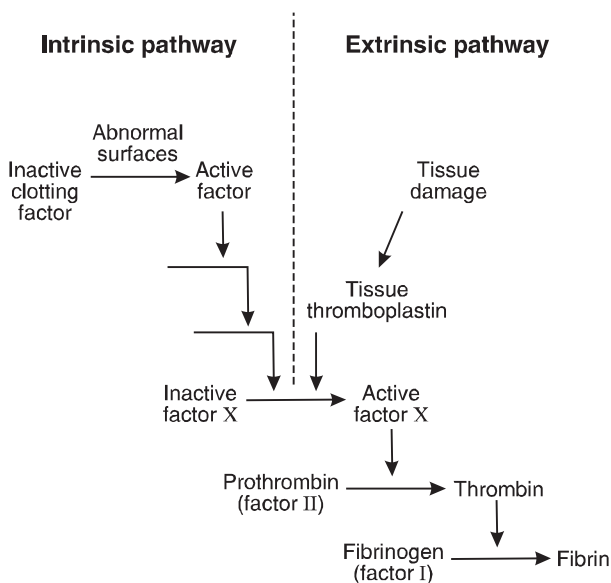 Intrinsic pathway
Extrinsic pathway
Abnormal
surfaces
Inactive
clotting
factor
Active
factor
Tissue
damage
Tissue
thromboplastin
Inactive
factor X
Active
factor X
Prothrombin
(factor II)
Thrombin
Fibrinogen
(factor I)
Fibrin